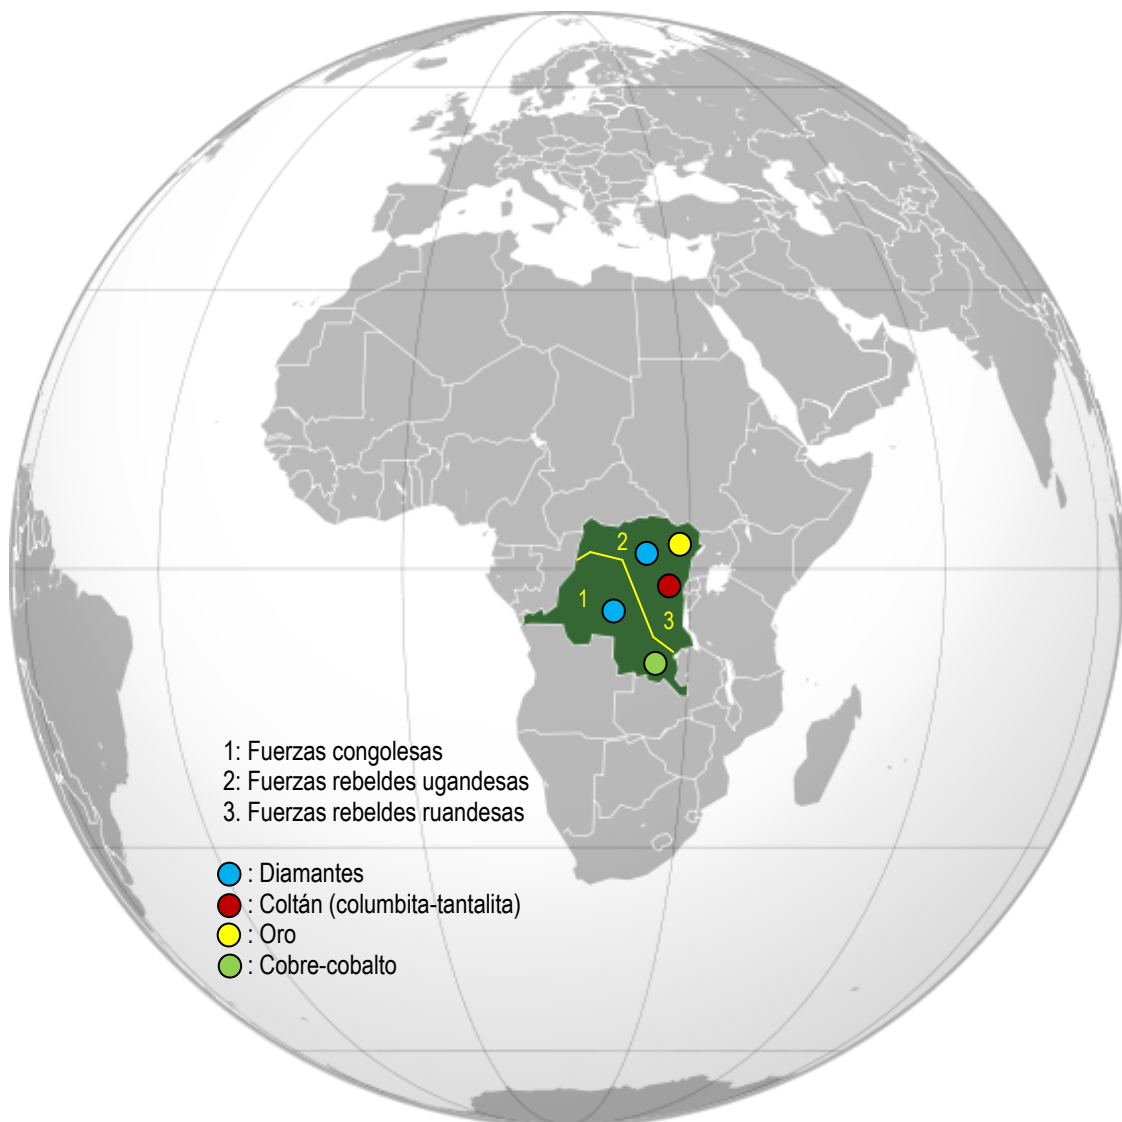 2
1
3
1: Fuerzas congolesas
2: Fuerzas rebeldes ugandesas
3. Fuerzas rebeldes ruandesas
: Diamantes
: Coltán (columbita-tantalita)
: Oro
: Cobre-cobalto